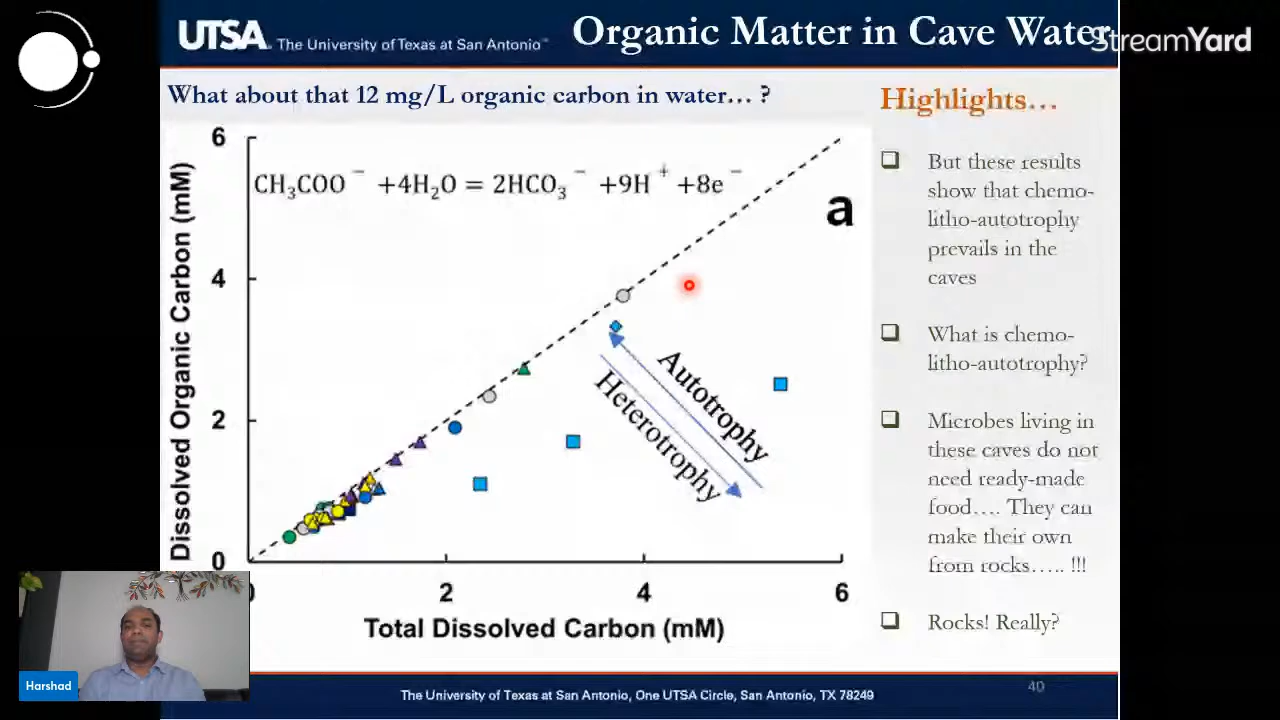 UTSA. The University of Texas at San Antonio™
Organic Matter in Cave Water
StreamYard
What about that 12 mg/L organic carbon in water… ?
Highlights…
CH₃COO⁻ +4H₂O = 2HCO₃⁻ +9H⁺ +8e⁻
a
Dissolved Organic Carbon (mM)
6
4
2
0
Autotrophy
Heterotrophy
2
4
6
Total Dissolved Carbon (mM)
❑ But these results
show that chemo-
litho-autotrophy
prevails in the
caves
❑ What is chemo-
litho-autotrophy?
❑ Microbes living in
these caves do not
need ready-made
food…. They can
make their own
from rocks….. !!!
❑ Rocks! Really?
Harshad
The University of Texas at San Antonio, One UTSA Circle, San Antonio, TX 78249
40